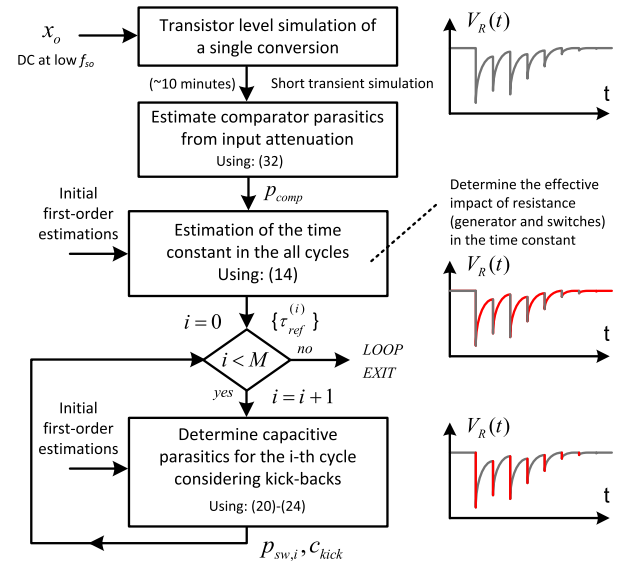 x_o
DC at low f_so
Transistor level simulation of
a single conversion
V_R(t)
t
(~10 minutes)
Short transient simulation
Estimate comparator parasitics
from input attenuation
Using: (32)
p_comp
Initial
first-order
estimations
Estimation of the time
constant in the all cycles
Using: (14)
Determine the effective
impact of resistance
(generator and switches)
in the time constant
V_R(t)
t
i=0
{τ_ref^(i)}
i < M
no
LOOP
EXIT
yes
i=i+1
Initial
first-order
estimations
Determine capacitive
parasitics for the i-th cycle
considering kick-backs
Using: (20)-(24)
V_R(t)
t
p_sw,i, c_kick